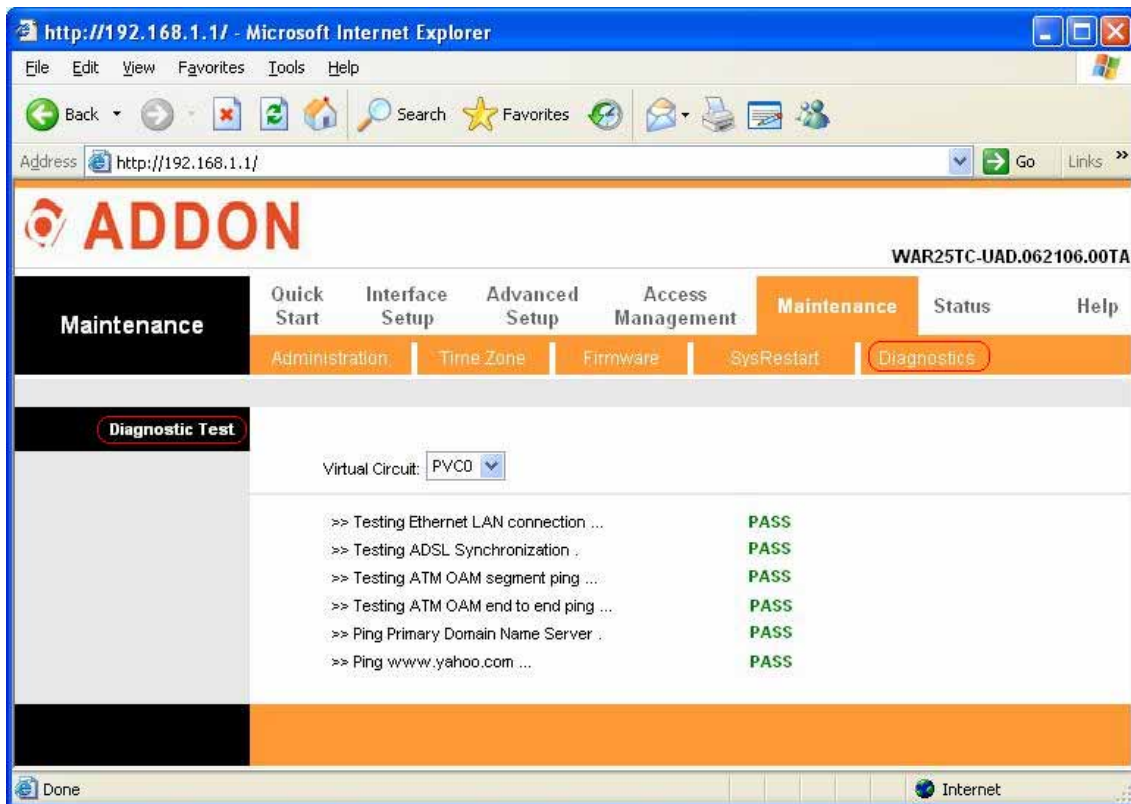 http://192.168.1.1/ - Microsoft Internet Explorer
File Edit View Favorites Tools Help
Back Search Favorites
Address http://192.168.1.1/ Go Links »
ADDON
WAR25TC-UAD.062106.00TA
Maintenance
Quick Start Interface Setup Advanced Setup Access Management Maintenance Status Help
Administration Time Zone Firmware SysRestart Diagnostics
Diagnostic Test
Virtual Circuit: PVC0
>> Testing Ethernet LAN connection ... PASS
>> Testing ADSL Synchronization . PASS
>> Testing ATM OAM segment ping ... PASS
>> Testing ATM OAM end to end ping ... PASS
>> Ping Primary Domain Name Server . PASS
>> Ping www.yahoo.com ... PASS
Done Internet